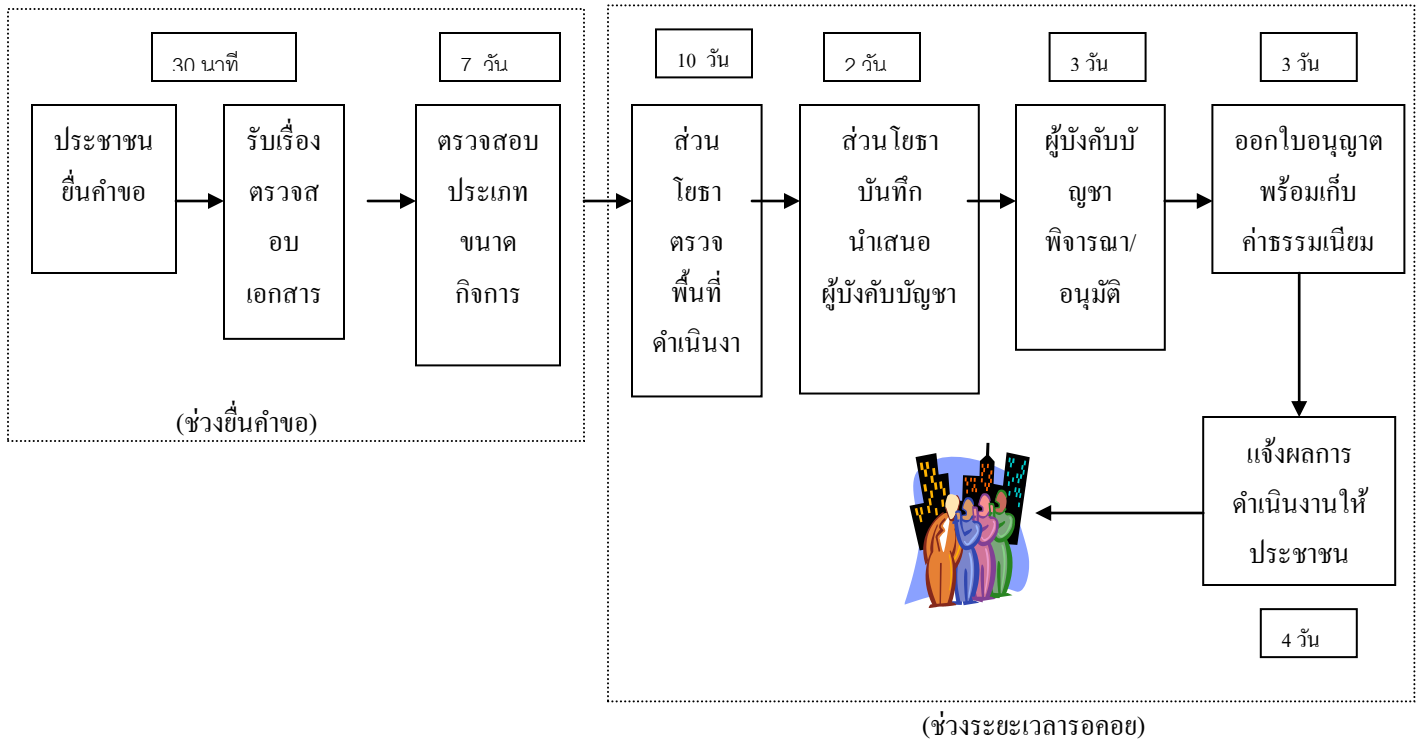 30 นาที
ประชาชน
ยื่นคำขอ
รับเรื่อง
ตรวจส
อบ
เอกสาร
7 วัน
ตรวจสอบ
ประเภท
ขนาด
กิจการ
(ช่วงยื่นคำขอ)
10 วัน
ส่วน
โยธา
ตรวจ
พื้นที่
ดำเนินงา
2 วัน
ส่วนโยธา
บันทึก
นำเสนอ
ผู้บังคับบัญชา
3 วัน
ผู้บังคับบั
ญชา
พิจารณา/
อนุมัติ
3 วัน
ออกใบอนุญาต
พร้อมเก็บ
ค่าธรรมเนียม
แจ้งผลการ
ดำเนินงานให้
ประชาชน
4 วัน
(ช่วงระยะเวลารอคอย)